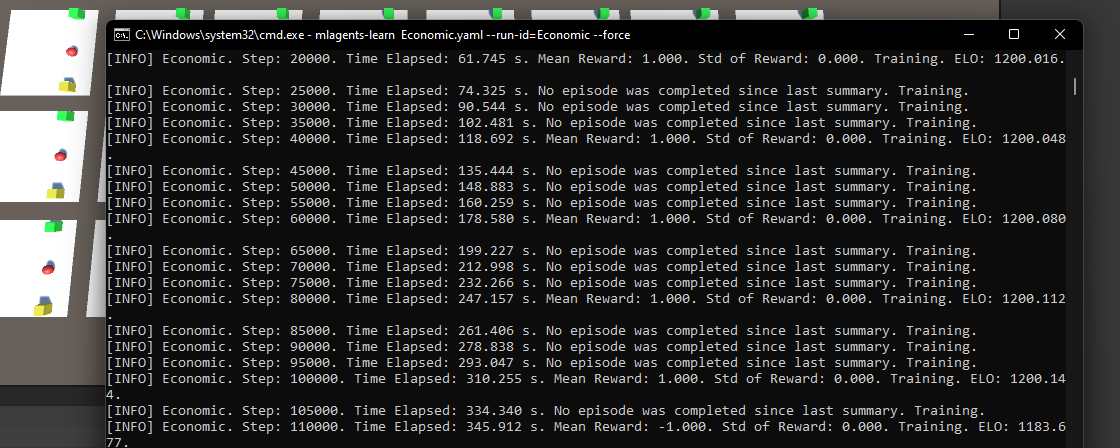 C:\Windows\system32\cmd.exe - mlagents-learn Economic.yaml --run-id=Economic --force
[INFO] Economic. Step: 20000. Time Elapsed: 61.745 s. Mean Reward: 1.000. Std of Reward: 0.000. Training. ELO: 1200.016.
[INFO] Economic. Step: 25000. Time Elapsed: 74.325 s. No episode was completed since last summary. Training.
[INFO] Economic. Step: 30000. Time Elapsed: 90.544 s. No episode was completed since last summary. Training.
[INFO] Economic. Step: 35000. Time Elapsed: 102.481 s. No episode was completed since last summary. Training.
[INFO] Economic. Step: 40000. Time Elapsed: 118.692 s. Mean Reward: 1.000. Std of Reward: 0.000. Training. ELO: 1200.048
.
[INFO] Economic. Step: 45000. Time Elapsed: 135.444 s. No episode was completed since last summary. Training.
[INFO] Economic. Step: 50000. Time Elapsed: 148.883 s. No episode was completed since last summary. Training.
[INFO] Economic. Step: 55000. Time Elapsed: 160.259 s. No episode was completed since last summary. Training.
[INFO] Economic. Step: 60000. Time Elapsed: 178.580 s. Mean Reward: 1.000. Std of Reward: 0.000. Training. ELO: 1200.080
.
[INFO] Economic. Step: 65000. Time Elapsed: 199.227 s. No episode was completed since last summary. Training.
[INFO] Economic. Step: 70000. Time Elapsed: 212.998 s. No episode was completed since last summary. Training.
[INFO] Economic. Step: 75000. Time Elapsed: 232.266 s. No episode was completed since last summary. Training.
[INFO] Economic. Step: 80000. Time Elapsed: 247.157 s. Mean Reward: 1.000. Std of Reward: 0.000. Training. ELO: 1200.112
.
[INFO] Economic. Step: 85000. Time Elapsed: 261.406 s. No episode was completed since last summary. Training.
[INFO] Economic. Step: 90000. Time Elapsed: 278.838 s. No episode was completed since last summary. Training.
[INFO] Economic. Step: 95000. Time Elapsed: 293.047 s. No episode was completed since last summary. Training.
[INFO] Economic. Step: 100000. Time Elapsed: 310.255 s. Mean Reward: 1.000. Std of Reward: 0.000. Training. ELO: 1200.14
4.
[INFO] Economic. Step: 105000. Time Elapsed: 334.340 s. No episode was completed since last summary. Training.
[INFO] Economic. Step: 110000. Time Elapsed: 345.912 s. Mean Reward: -1.000. Std of Reward: 0.000. Training. ELO: 1183.6
77.